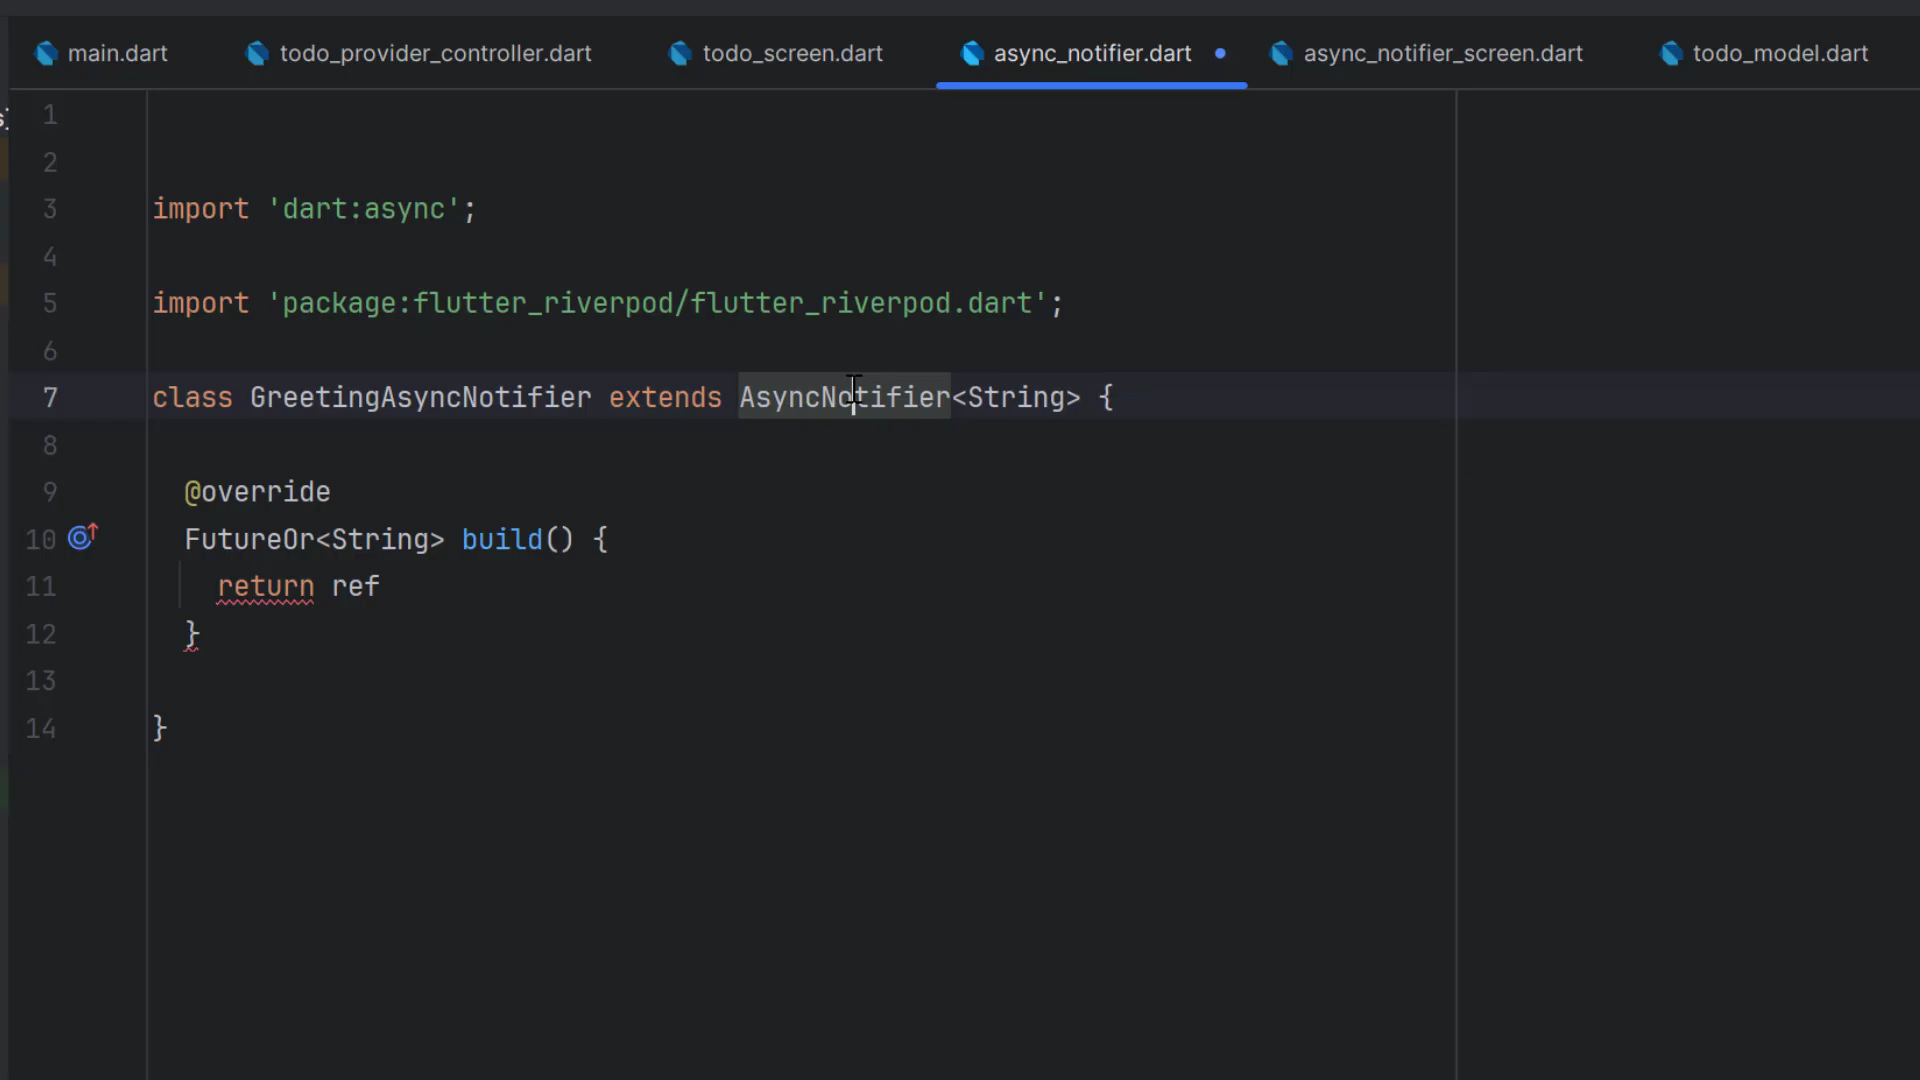 main.dart todo_provider_controller.dart todo_screen.dart async_notifier.dart async_notifier_screen.dart todo_model.dart
1
2
3 import 'dart:async';
4
5 import 'package:flutter_riverpod/flutter_riverpod.dart';
6
7 class GreetingAsyncNotifier extends AsyncNotifier<String> {
8
9 @override
10 FutureOr<String> build() {
11 return ref
12 }
13
14 }